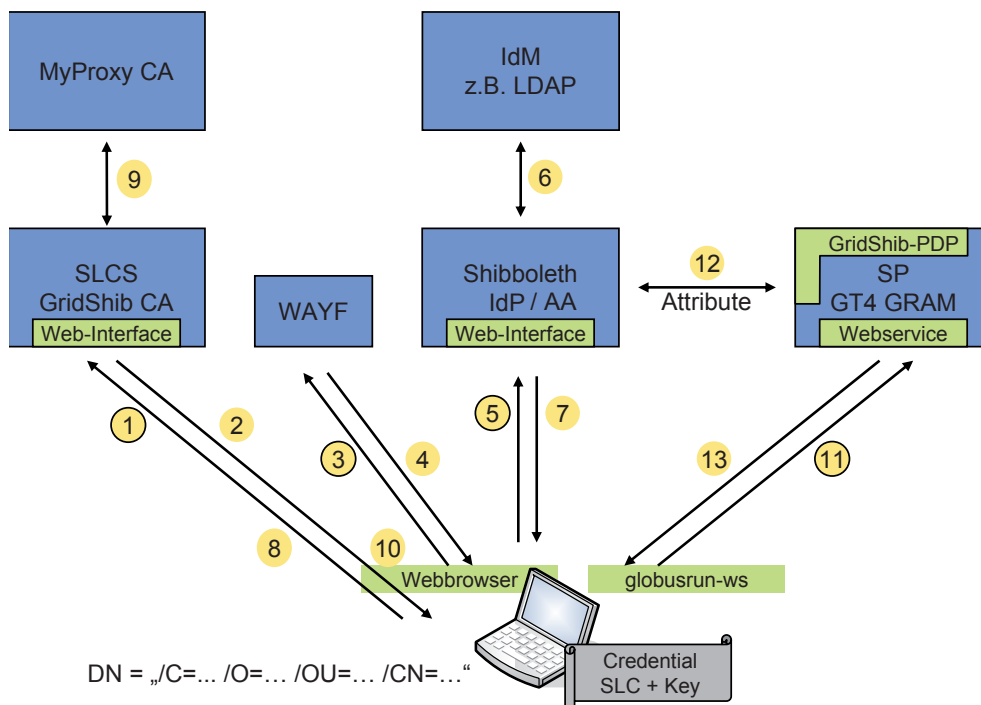 MyProxy CA
IdM
z.B. LDAP
9
6
SLCS
GridShib CA
Web-Interface
WAYF
Shibboleth
IdP / AA
Web-Interface
12
Attribute
GridShib-PDP
SP
GT4 GRAM
Webservice
1
2
3
4
5
7
13
11
8
10
Webbrowser
globusrun-ws
DN = „/C=... /O=… /OU=… /CN=…“
Credential
SLC + Key